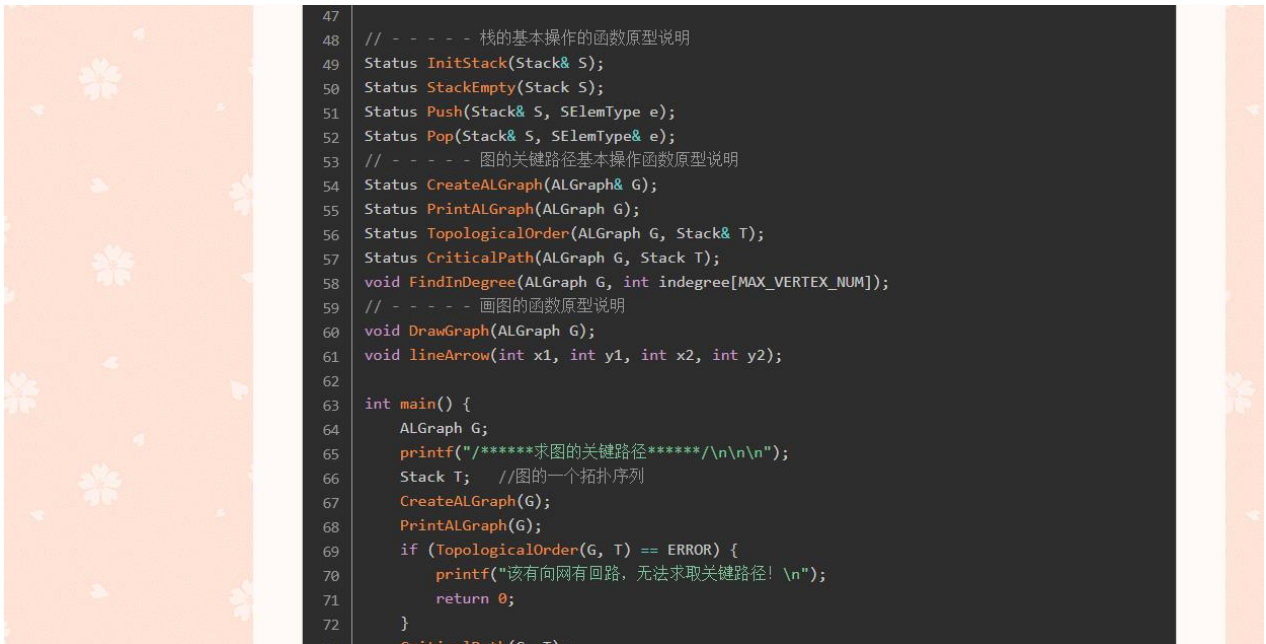 47
48 // - - - - - 栈的基本操作的函数原型说明
49 Status InitStack(Stack& S);
50 Status StackEmpty(Stack S);
51 Status Push(Stack& S, SElemType e);
52 Status Pop(Stack& S, SElemType& e);
53 // - - - - - 图的关键路径基本操作函数原型说明
54 Status CreateALGraph(ALGraph& G);
55 Status PrintALGraph(ALGraph G);
56 Status TopologicalOrder(ALGraph G, Stack& T);
57 Status CriticalPath(ALGraph G, Stack T);
58 void FindInDegree(ALGraph G, int indegree[MAX_VERTEX_NUM]);
59 // - - - - - 画图的函数原型说明
60 void DrawGraph(ALGraph G);
61 void lineArrow(int x1, int y1, int x2, int y2);
62
63 int main() {
64     ALGraph G;
65     printf("/******求图的关键路径******/\n\n\n");
66     Stack T;   //图的一个拓扑序列
67     CreateALGraph(G);
68     PrintALGraph(G);
69     if (TopologicalOrder(G, T) == ERROR) {
70         printf("该有向网有回路，无法求取关键路径！\n");
71         return 0;
72     }